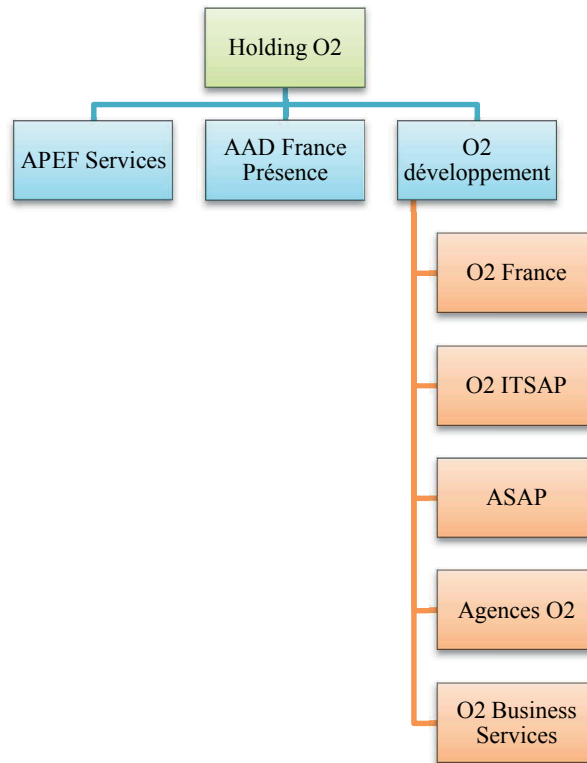 Holding O2
APEF Services
AAD France
Présence
O2
développement
O2 France
O2 ITSAP
ASAP
Agences O2
O2 Business
Services